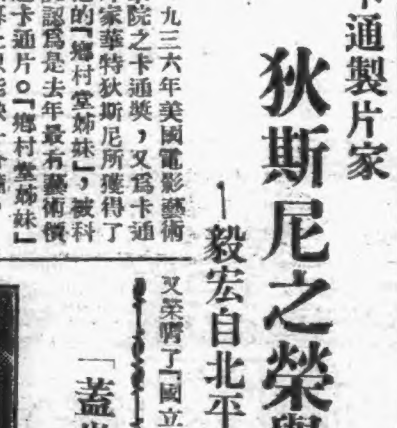 通製片家
狄斯尼之榮
—毅宏自北平
九三六年美國電影藝術
院之卡通獎，又爲卡通
家華特狄斯尼所獲得了
的『鄉村堂姊妹』，被科
認爲是去年最有藝術價
卡通片。『鄉村堂姊妹』
又榮膺了『國立
「蓋